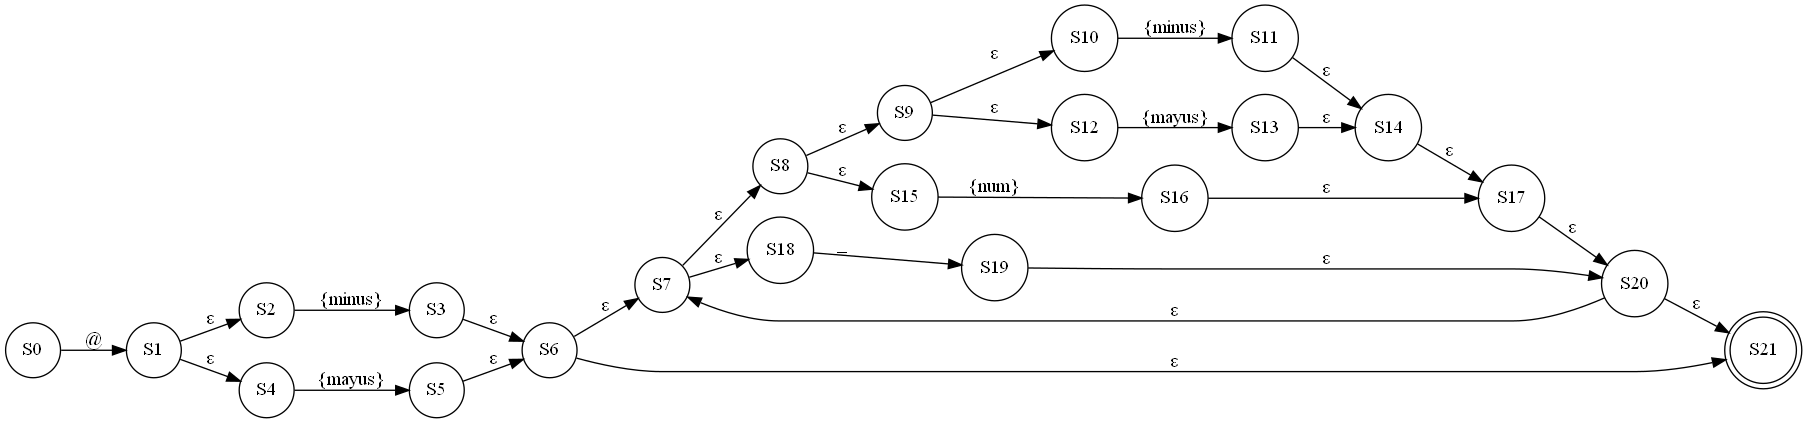 S10 {minus} S11
ε ε
S9 ε S12 {mayus} S13 ε S14
ε ε
S8 ε S15 {num} S16 ε S17
ε ε
S7 ε S18 _ S19 ε S20
ε ε ε
S2 {minus} S3
ε ε
S0 @ S1 S6 S21
ε ε ε
S4 {mayus} S5